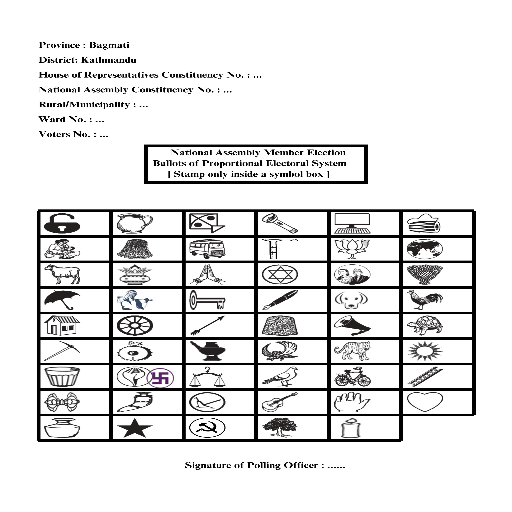 Province : Bagmati
District: Kathmandu
House of Representatives Constituency No. : ...
National Assembly Constituency No. : ...
Rural/Municipality : ...
Ward No. : ...
Voters No. : ...
National Assembly Member Election
Ballots of Proportional Electoral System
[ Stamp only inside a symbol box ]
Signature of Polling Officer : ......